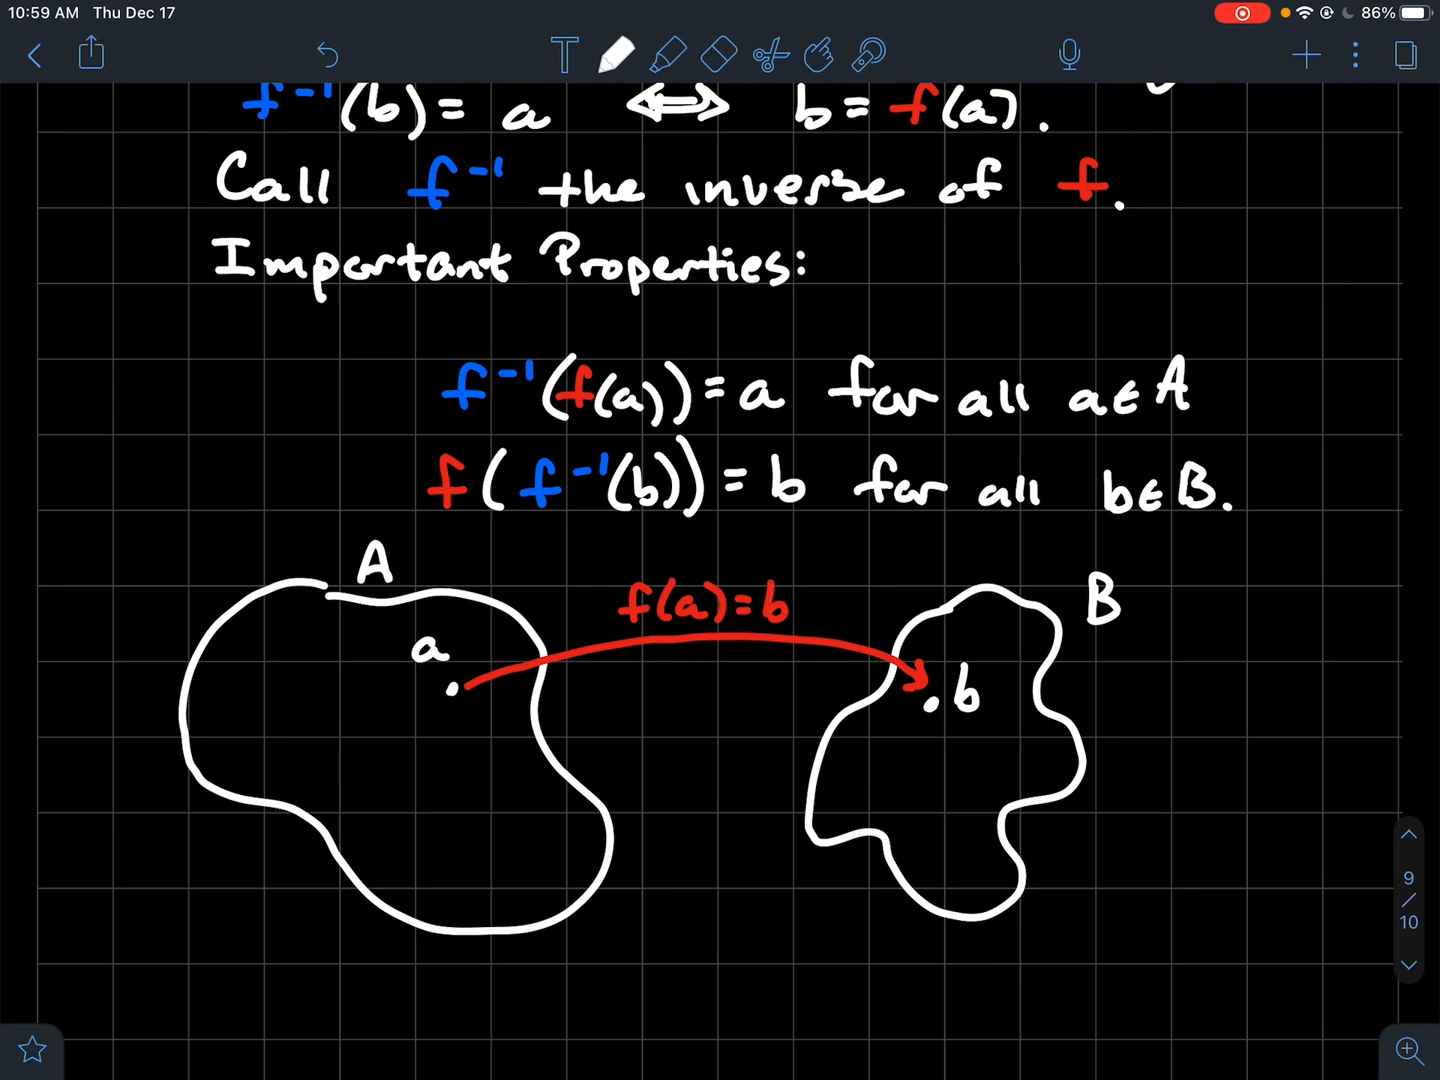 10:59 AM Thu Dec 17
86%
T
f⁻¹(b) = a ⟺ b = f(a).
Call f⁻¹ the inverse of f.
Important Properties:
f⁻¹(f(a)) = a for all a ∈ A
f(f⁻¹(b)) = b for all b ∈ B.
A
f(a) = b
B
a
b
9
/
10